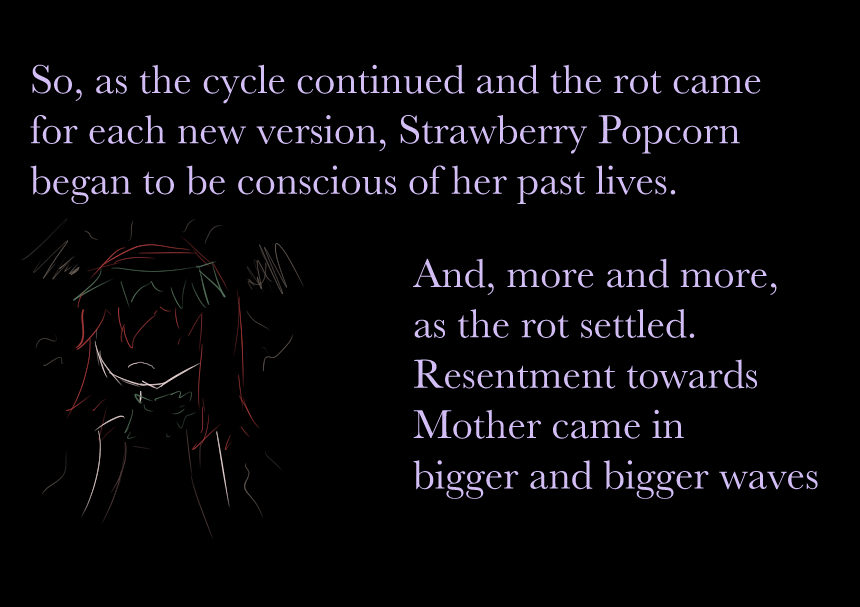 So, as the cycle continued and the rot came
for each new version, Strawberry Popcorn
began to be conscious of her past lives.
And, more and more,
as the rot settled.
Resentment towards
Mother came in
bigger and bigger waves